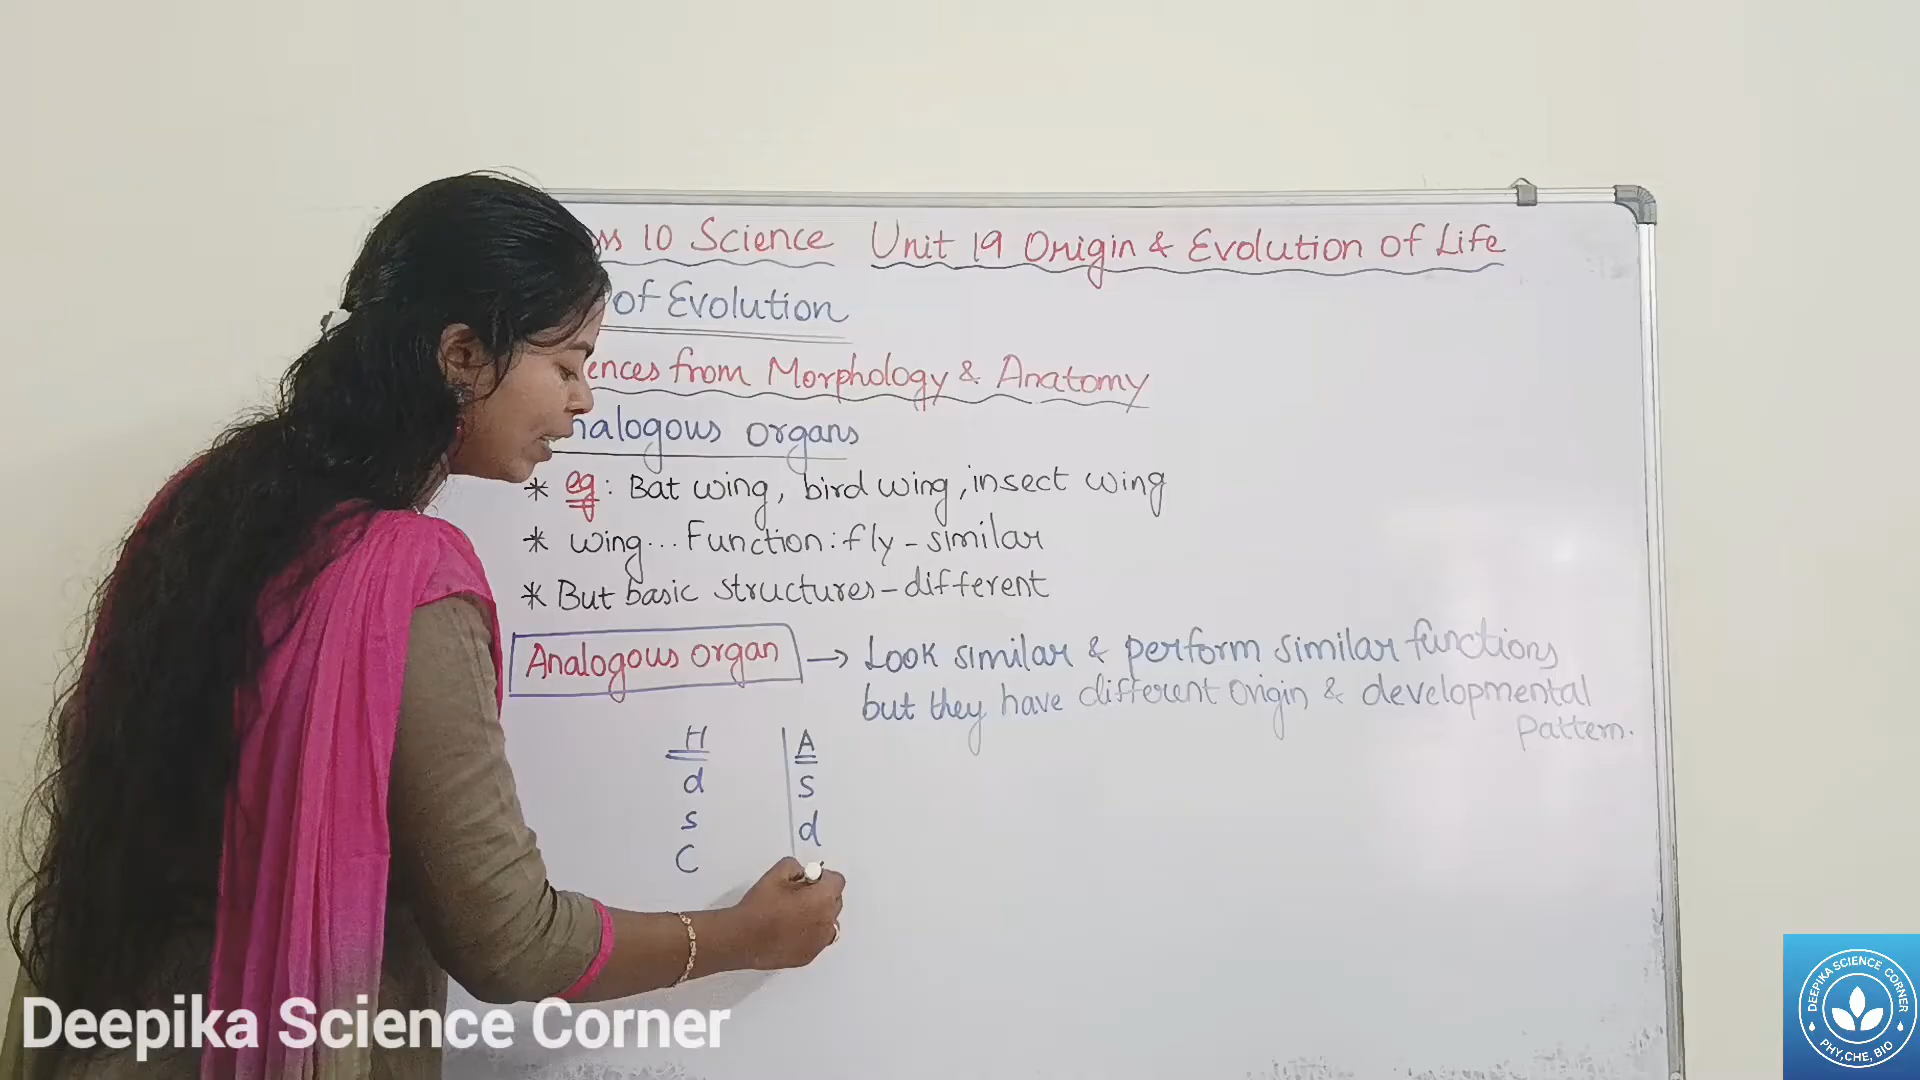 10 Science Unit 19 Origin & Evolution of Life
of Evolution
ences from Morphology & Anatomy
nalogous organs
* eg: Bat wing, bird wing, insect wing
* wing... Function: fly - similar
* But basic structures - different
Analogous organ → Look similar & perform similar functions
but they have different origin & developmental
pattern.
H A
d S
s d
C
Deepika Science Corner
DEEPIKA SCIENCE CORNER
PHY, CHE, BIO